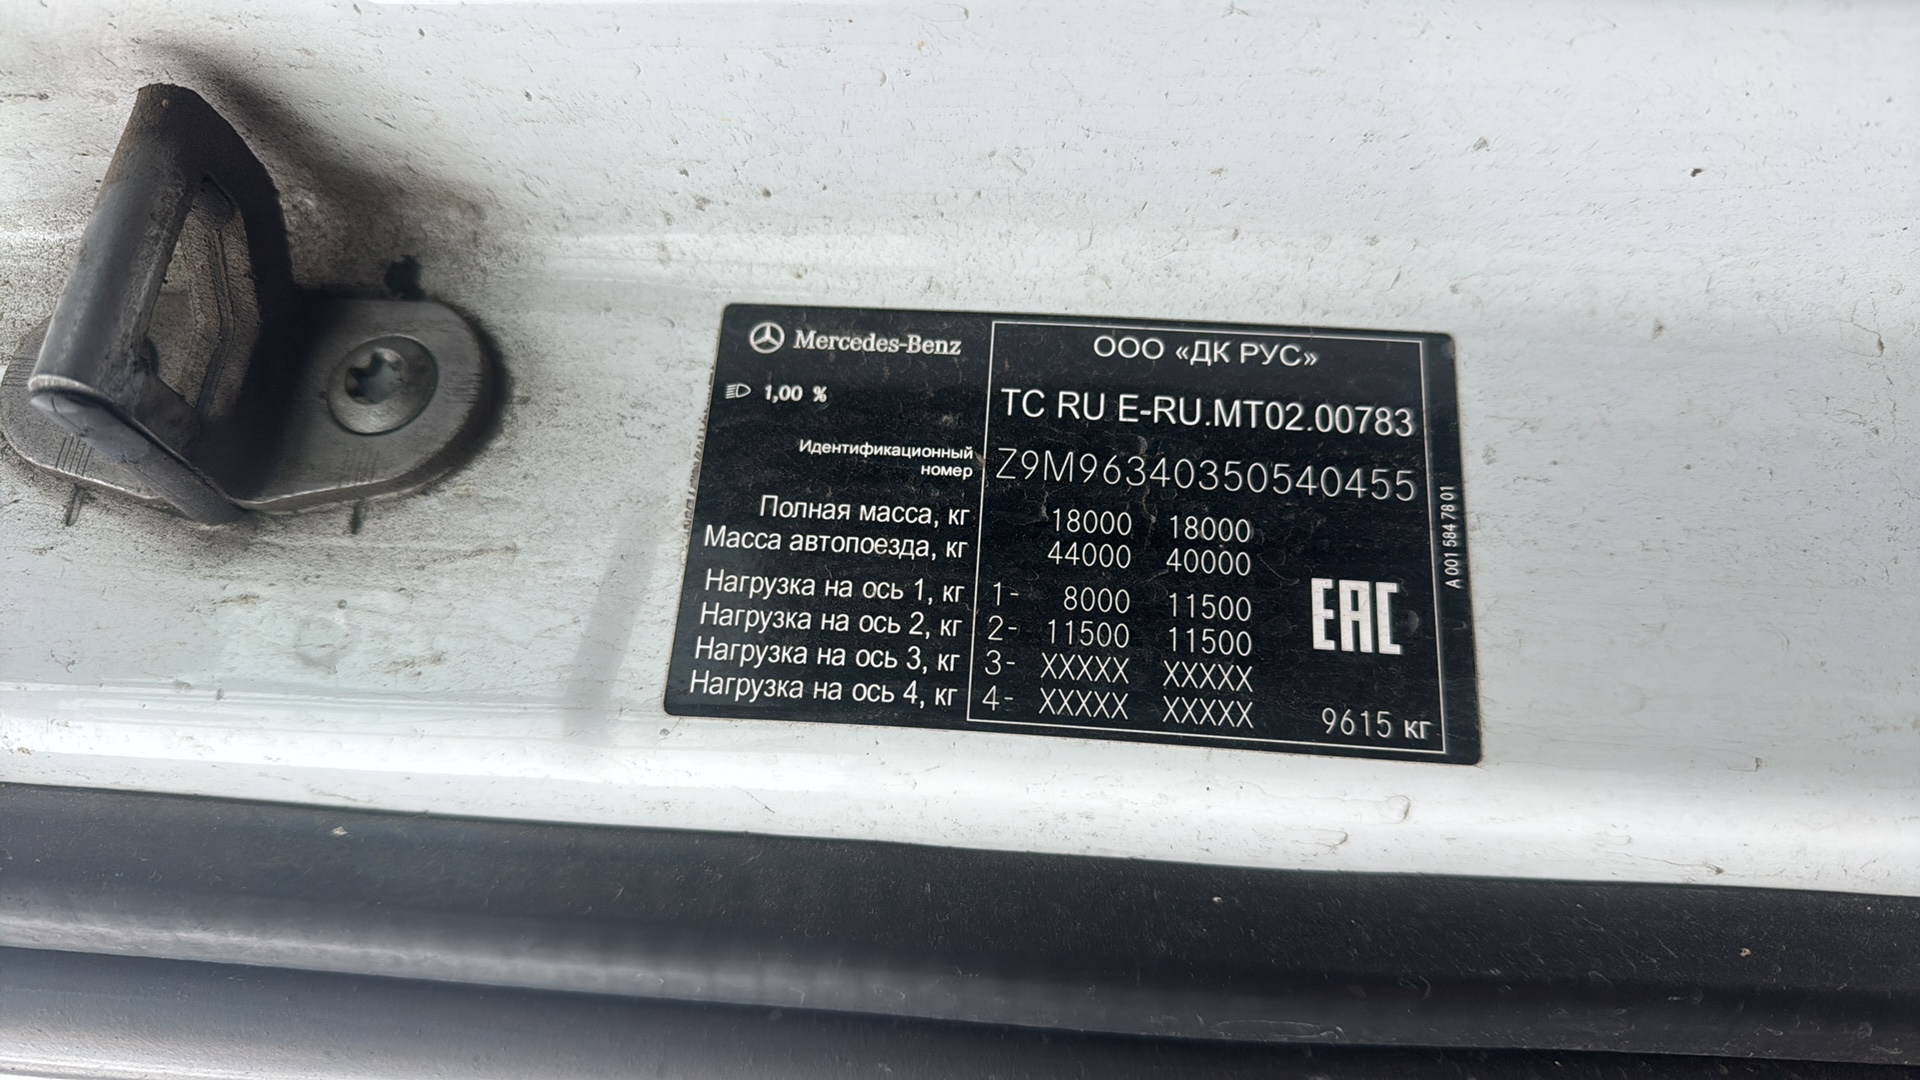 Mercedes-Benz
ООО «ДК РУС»
1,00 %
TC RU E-RU.MT02.00783
Идентификационный
номер
Z9M96340350540455
Полная масса, кг 18000 18000
Масса автопоезда, кг 44000 40000
Нагрузка на ось 1, кг 1- 8000 11500
Нагрузка на ось 2, кг 2- 11500 11500
Нагрузка на ось 3, кг 3- XXXXX XXXXX
Нагрузка на ось 4, кг 4- XXXXX XXXXX
EAC
9615 кг
A 001 584 78 01